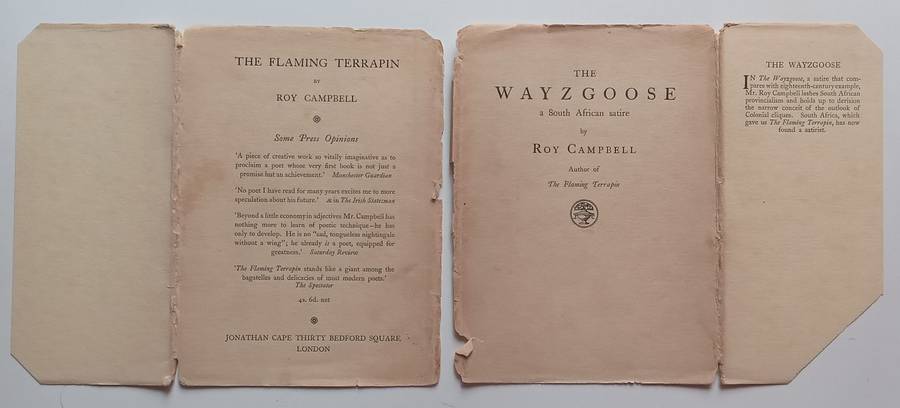 THE FLAMING TERRAPIN
BY
ROY CAMPBELL
Some Press Opinions
'A piece of creative work so vitally imaginative as to
proclaim a poet whose very first book is not just a
promise but an achievement.' Manchester Guardian
'No poet I have read for many years excites me to more
speculation about his future.' Æ in The Irish Statesman
'Beyond a little economy in adjectives Mr. Campbell has
nothing more to learn of poetic technique—he has
only to develop. He is no "sad, tongueless nightingale
without a wing"; he already is a poet, equipped for
greatness.' Saturday Review
'The Flaming Terrapin stands like a giant among the
bagatelles and delicacies of most modern poets.'
The Spectator
4s. 6d. net
JONATHAN CAPE THIRTY BEDFORD SQUARE
LONDON
THE
WAYZGOOSE
a South African satire
by
ROY CAMPBELL
Author of
The Flaming Terrapin
THE WAYZGOOSE
IN The Wayzgoose, a satire that com-
pares with eighteenth-century example,
Mr. Roy Campbell lashes South African
provincialism and holds up to derision
the narrow conceit of the outlook of
Colonial cliques. South Africa, which
gave us The Flaming Terrapin, has now
found a satirist.